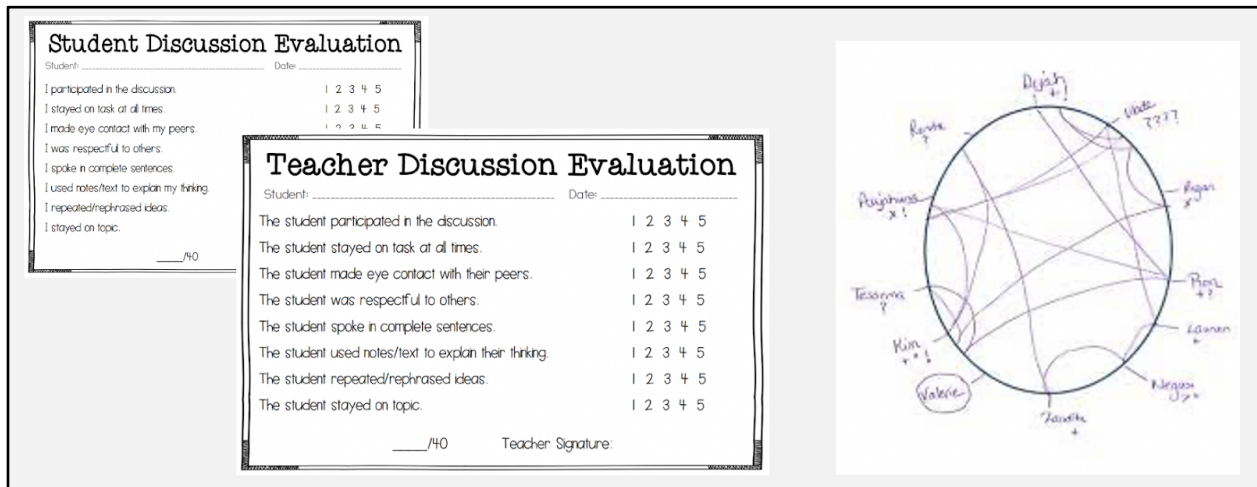 Student Discussion Evaluation
Student: Date:
I participated in the discussion. 1 2 3 4 5
I stayed on task at all times. 1 2 3 4 5
I made eye contact with my peers. 1 2 3 4 5
I was respectful to others.
I spoke in complete sentences.
I used notes/text to explain my thinking.
I repeated/rephrased ideas.
I stayed on topic.
/40
Teacher Discussion Evaluation
Student: Date:
The student participated in the discussion. 1 2 3 4 5
The student stayed on task at all times. 1 2 3 4 5
The student made eye contact with their peers. 1 2 3 4 5
The student was respectful to others. 1 2 3 4 5
The student spoke in complete sentences. 1 2 3 4 5
The student used notes/text to explain their thinking. 1 2 3 4 5
The student repeated/rephrased ideas. 1 2 3 4 5
The student stayed on topic. 1 2 3 4 5
/40 Teacher Signature:
????
?
x !
x
?
+?
Kim
Lauren
+
Valerie
+